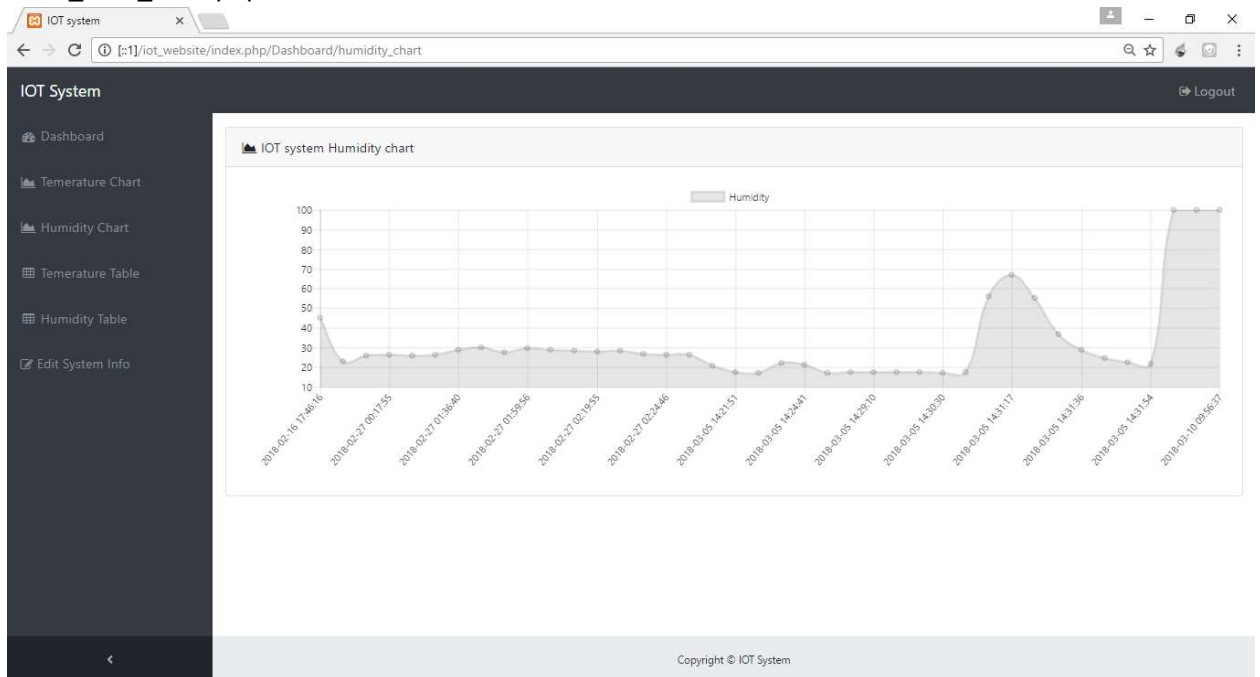 IOT system
[::1]/iot_website/index.php/Dashboard/humidity_chart
IOT System
Logout
Dashboard
Temerature Chart
Humidity Chart
Temerature Table
Humidity Table
Edit System Info
IOT system Humidity chart
Humidity
100
90
80
70
60
50
40
30
20
10
2018-02-16 17:46:16
2018-02-27 00:17:55
2018-02-27 01:36:40
2018-02-27 01:59:56
2018-02-27 02:19:55
2018-02-27 02:24:46
2018-03-05 14:21:51
2018-03-05 14:24:41
2018-03-05 14:29:10
2018-03-05 14:30:30
2018-03-05 14:31:17
2018-03-05 14:31:36
2018-03-05 14:31:54
2018-03-10 09:56:37
Copyright © IOT System